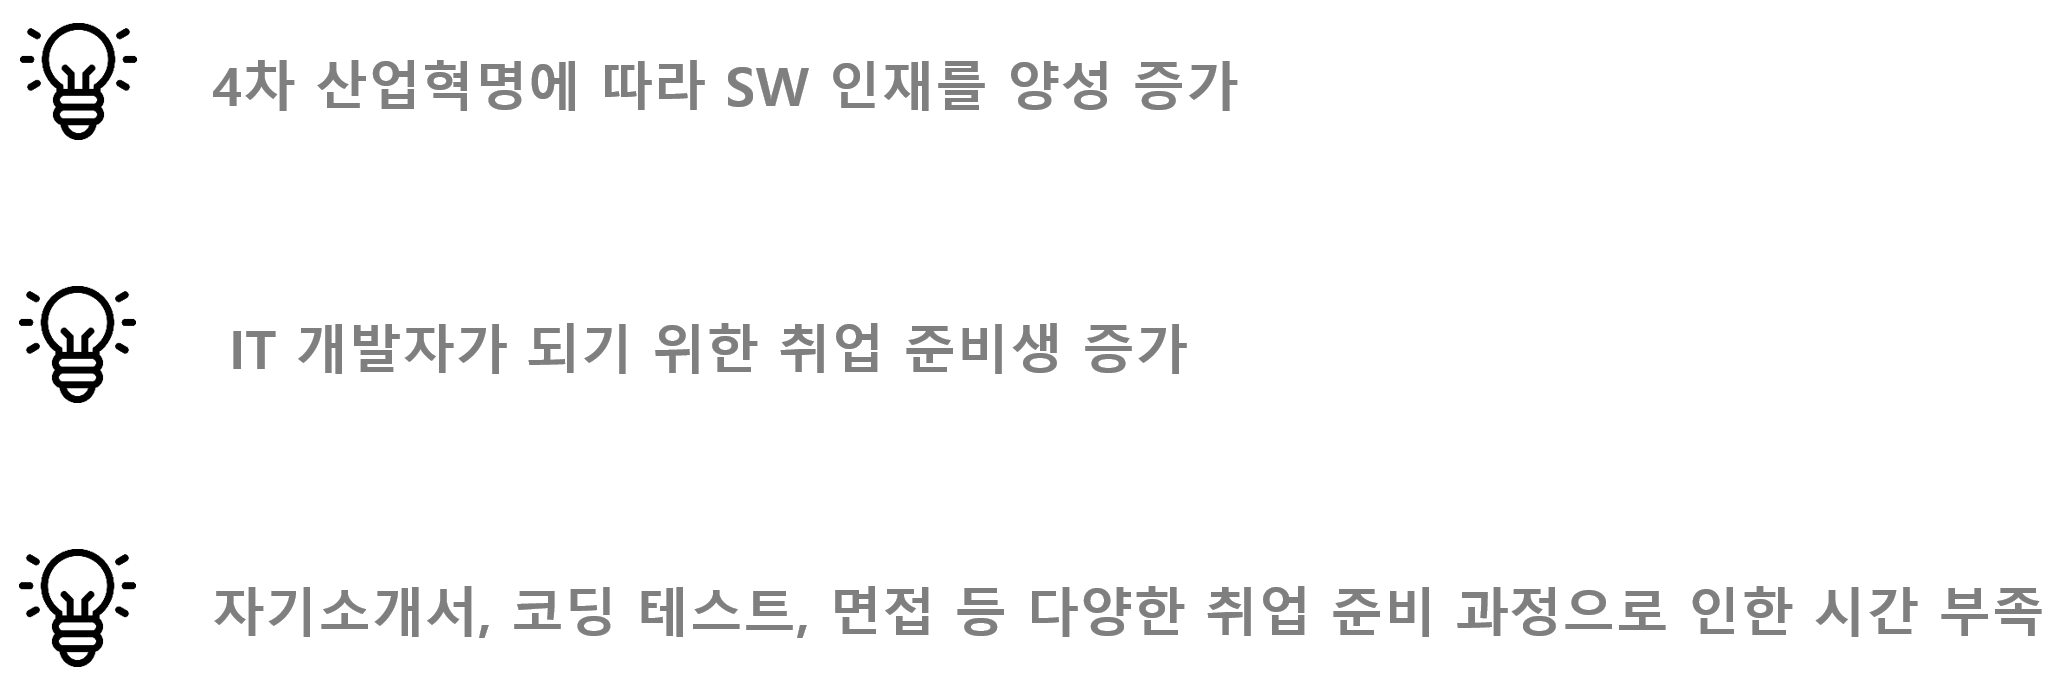 4차 산업혁명에 따라 SW 인재를 양성 증가
IT 개발자가 되기 위한 취업 준비생 증가
자기소개서, 코딩 테스트, 면접 등 다양한 취업 준비 과정으로 인한 시간 부족